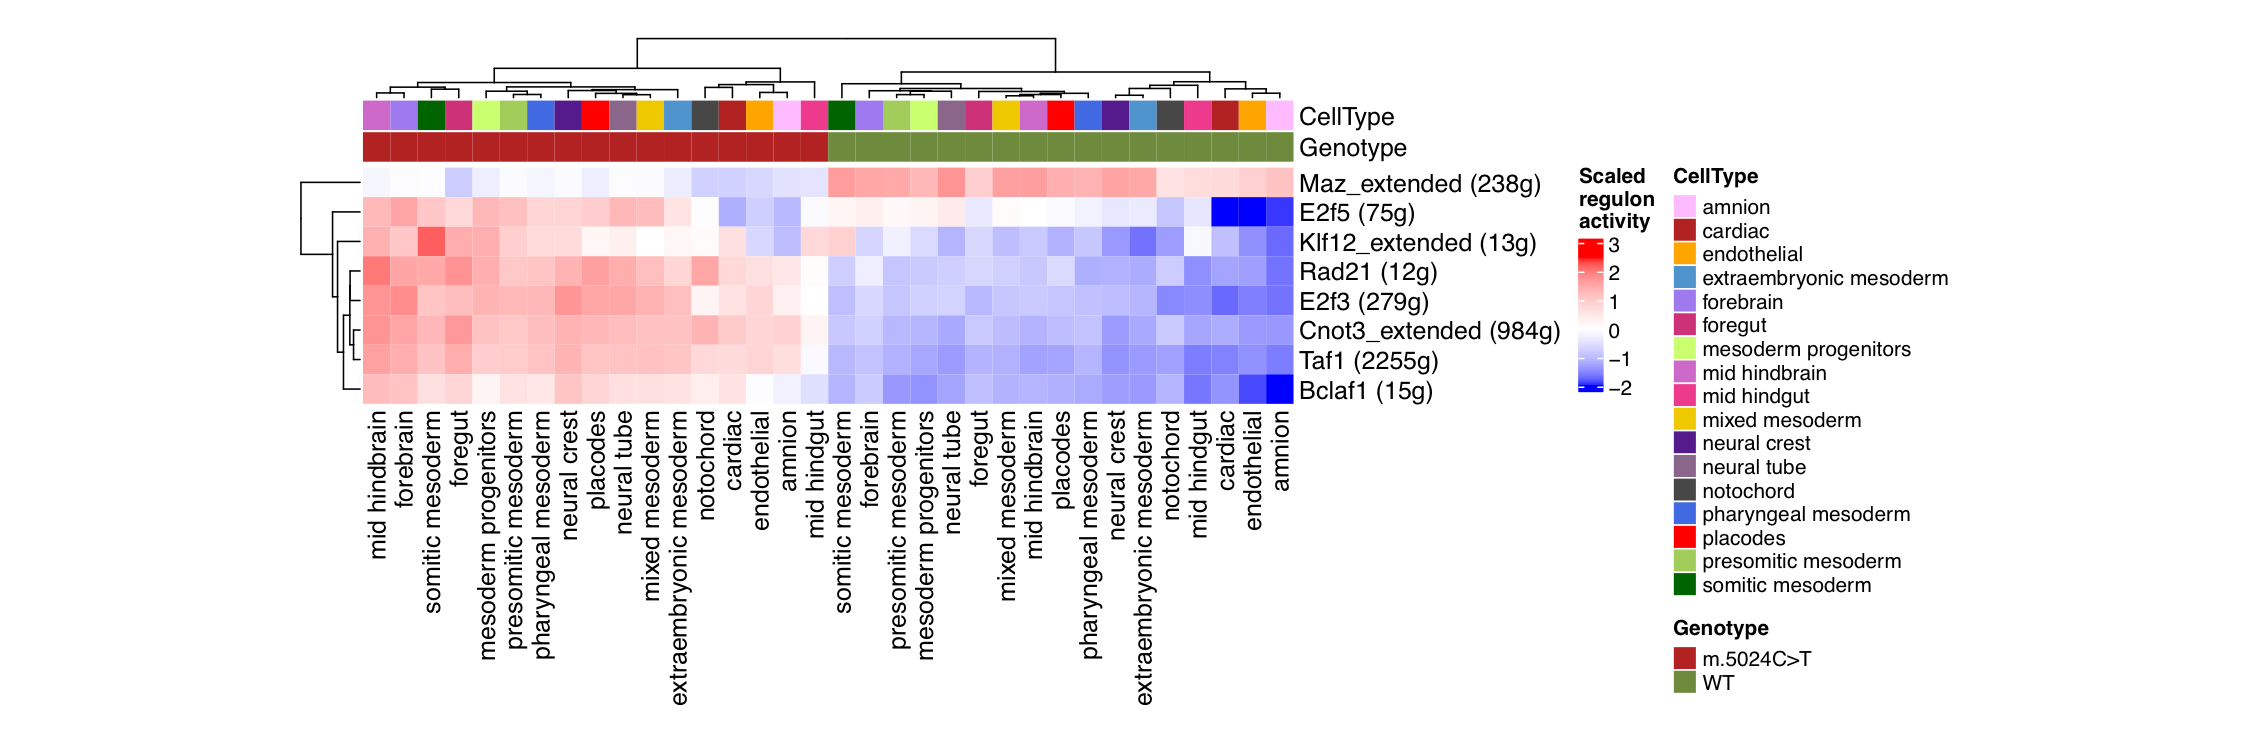 CellType
Genotype
Maz_extended (238g)
E2f5 (75g)
Klf12_extended (13g)
Rad21 (12g)
E2f3 (279g)
Cnot3_extended (984g)
Taf1 (2255g)
Bclaf1 (15g)
mid hindbrain
forebrain
somitic mesoderm
foregut
mesoderm progenitors
presomitic mesoderm
pharyngeal mesoderm
neural crest
placodes
neural tube
mixed mesoderm
extraembryonic mesoderm
notochord
cardiac
endothelial
amnion
mid hindgut
somitic mesoderm
forebrain
presomitic mesoderm
mesoderm progenitors
neural tube
foregut
mixed mesoderm
mid hindbrain
placodes
pharyngeal mesoderm
neural crest
extraembryonic mesoderm
notochord
mid hindgut
cardiac
endothelial
amnion
Scaled
regulon
activity
3
2
1
0
−1
−2
CellType
amnion
cardiac
endothelial
extraembryonic mesoderm
forebrain
foregut
mesoderm progenitors
mid hindbrain
mid hindgut
mixed mesoderm
neural crest
neural tube
notochord
pharyngeal mesoderm
placodes
presomitic mesoderm
somitic mesoderm
Genotype
m.5024C>T
WT